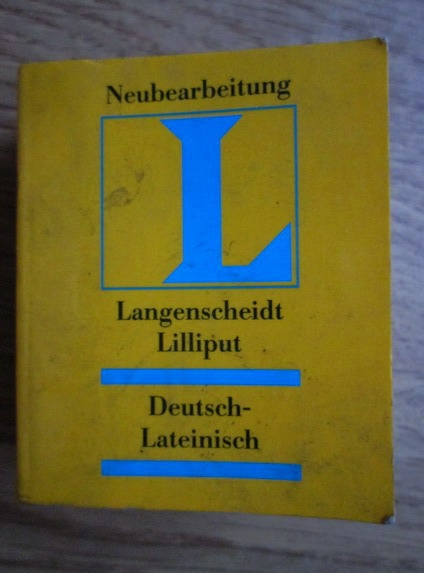 Neubearbeitung
L
Langenscheidt
Lilliput
Deutsch-
Lateinisch